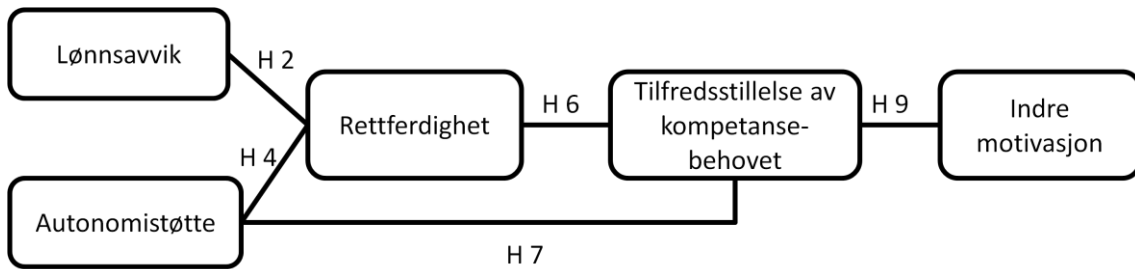 Lønnsavvik
H 2
Rettferdighet
H 4
Autonomistøtte
H 6
Tilfredsstillelse av
kompetanse-
behovet
H 9
Indre
motivasjon
H 7